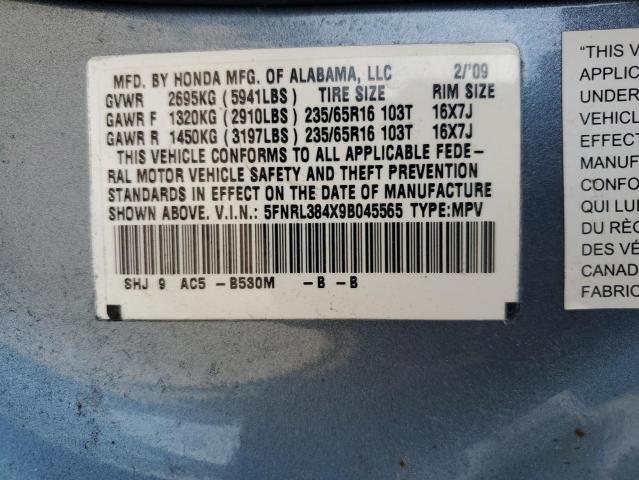 MFD. BY HONDA MFG. OF ALABAMA, LLC 2/'09
GVWR 2695KG (5941LBS) TIRE SIZE RIM SIZE
GAWR F 1320KG (2910LBS) 235/65R16 103T 16X7J
GAWR R 1450KG (3197LBS) 235/65R16 103T 16X7J
THIS VEHICLE CONFORMS TO ALL APPLICABLE FEDE-
RAL MOTOR VEHICLE SAFETY AND THEFT PREVENTION
STANDARDS IN EFFECT ON THE DATE OF MANUFACTURE
SHOWN ABOVE. V.I.N.: 5FNRL384X9B045565 TYPE:MPV
SHJ 9 AC5 -B530M -B -B
"THIS V
APPLIC
UNDER
VEHICL
EFFECT
MANUF
CONFO
QUI LUI
DU RÈG
DES VÉ
CANAD
FABRIC